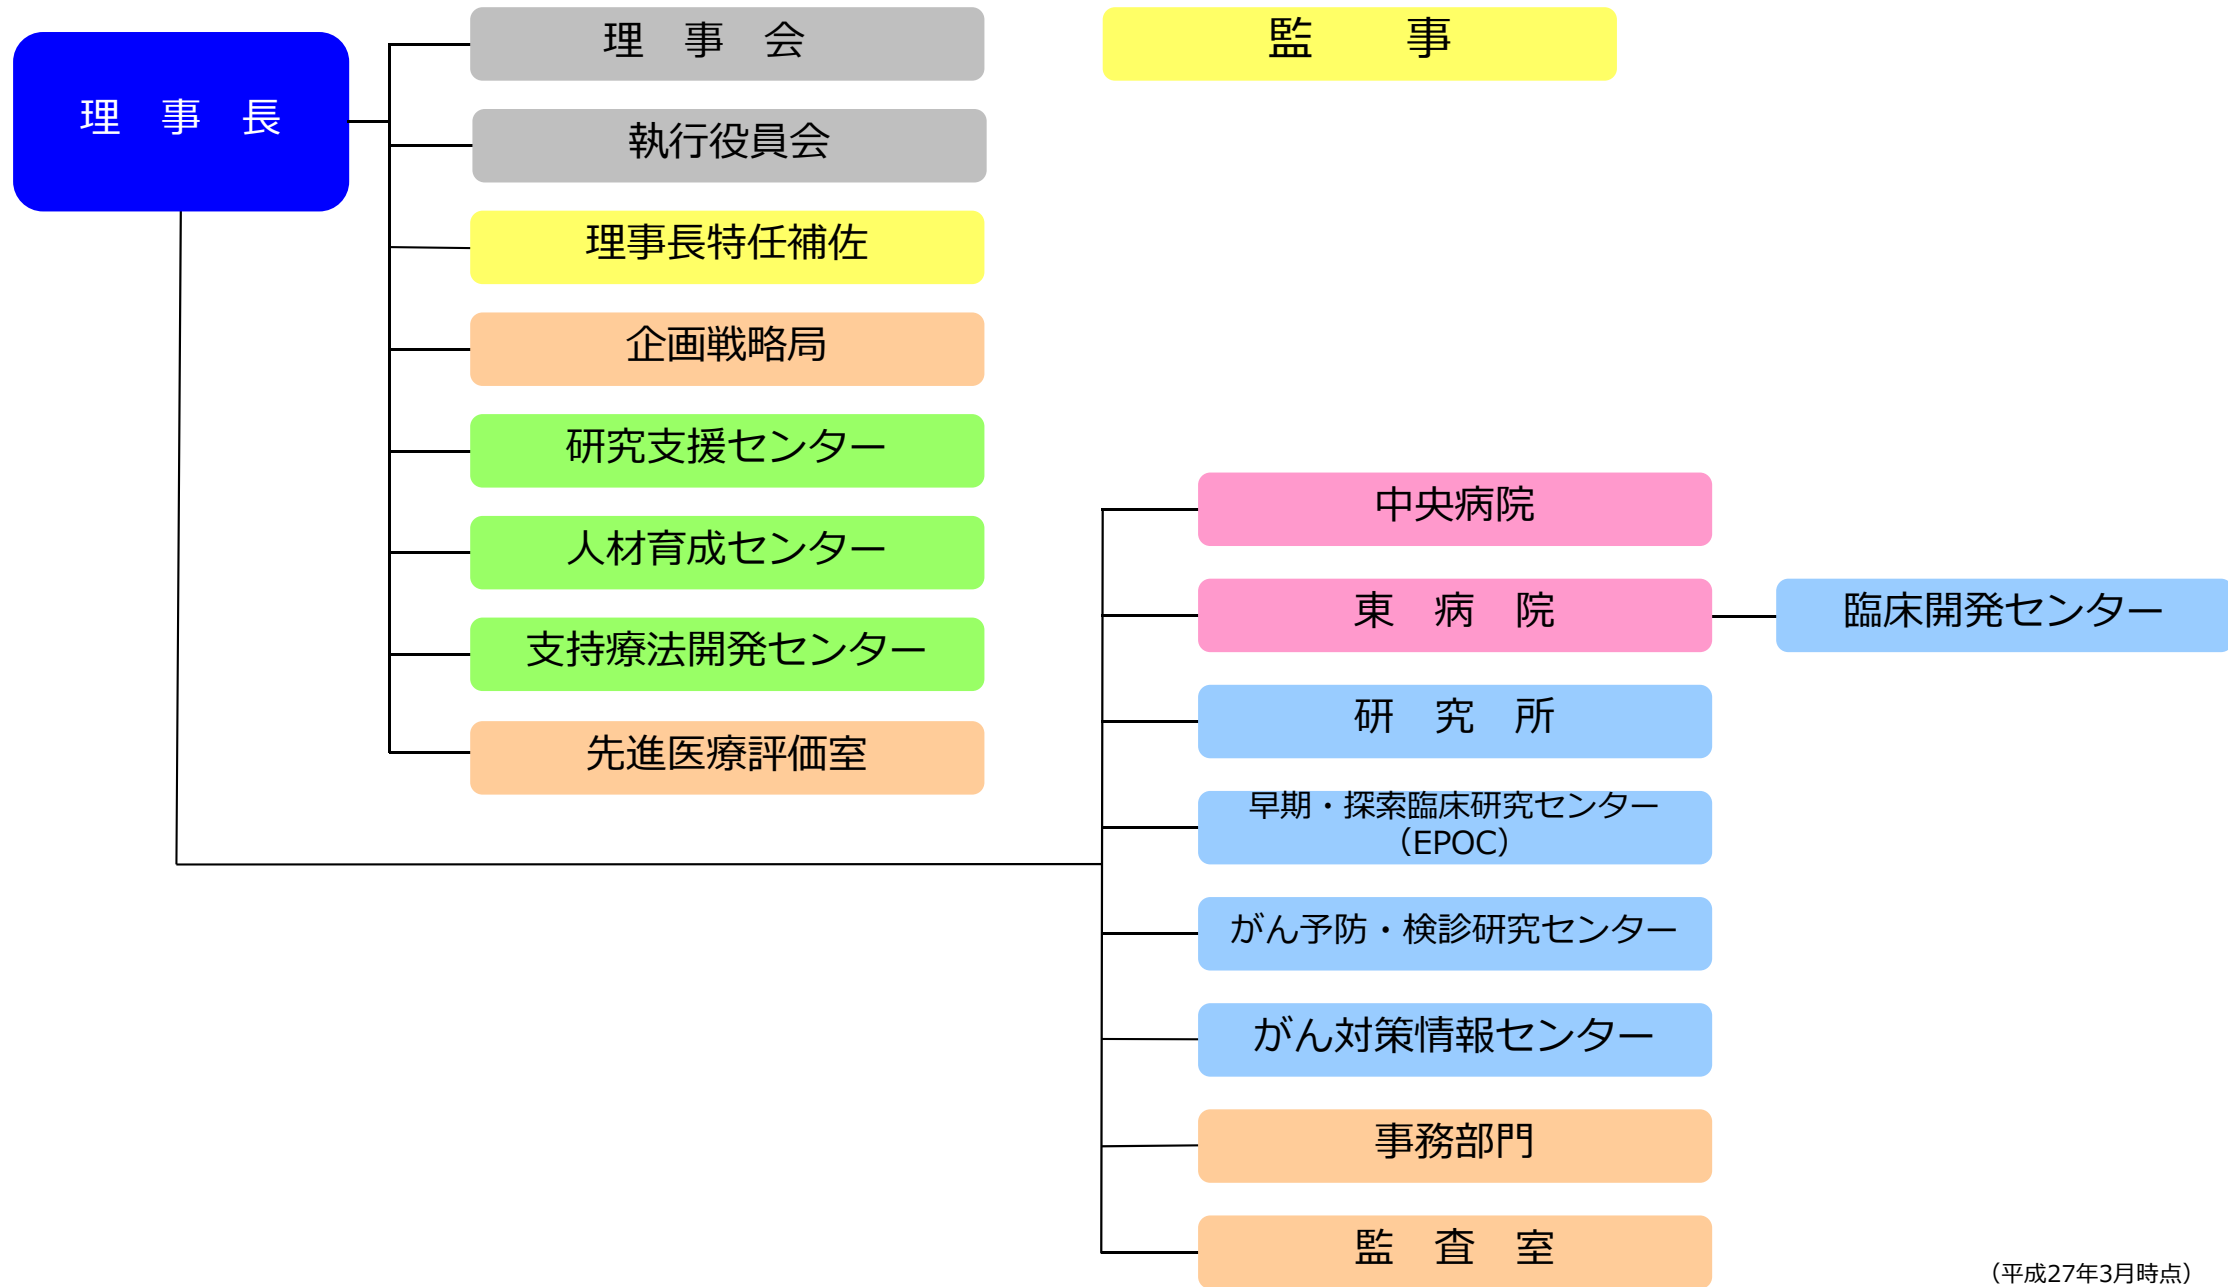 理　事　長
理　事　会
執行役員会
理事長特任補佐
企画戦略局
研究支援センター
人材育成センター
支持療法開発センター
先進医療評価室
監　　事
中央病院
東　病　院
臨床開発センター
研　究　所
早期・探索臨床研究センター
（EPOC）
がん予防・検診研究センター
がん対策情報センター
事務部門
監　査　室
（平成27年3月時点）